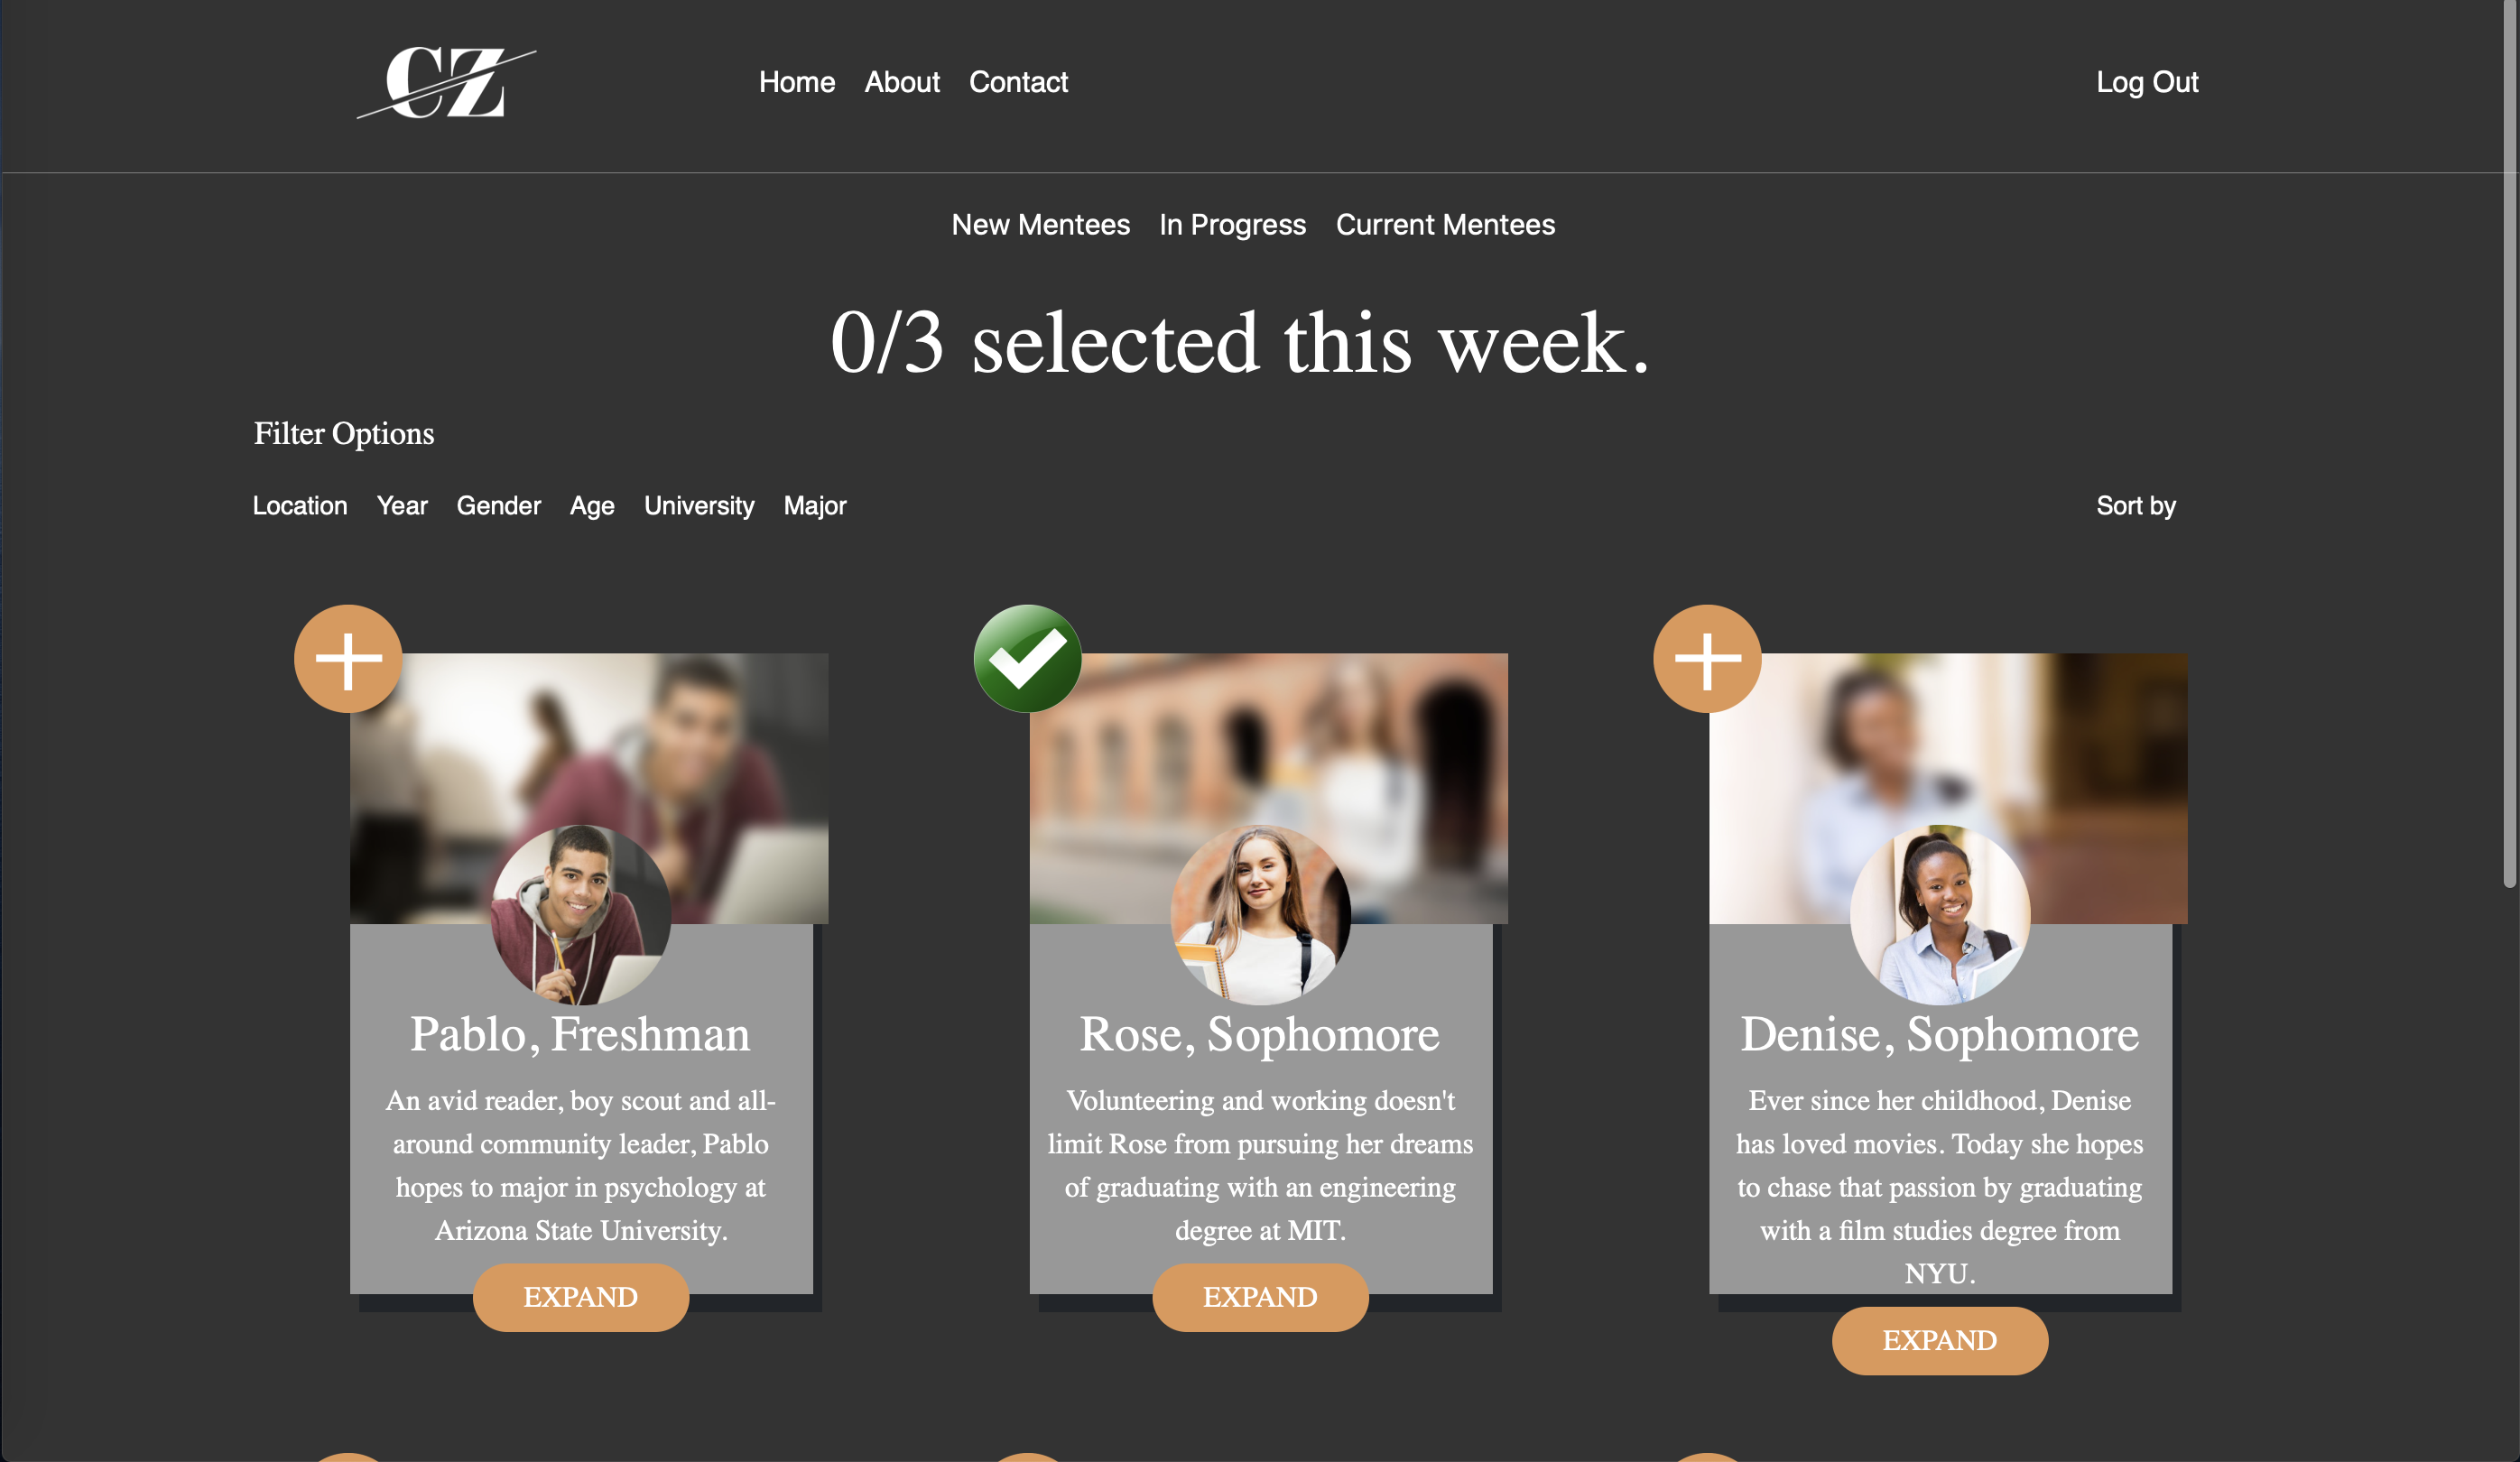 CZ
Home About Contact
Log Out
New Mentees In Progress Current Mentees
0/3 selected this week.
Filter Options
Location Year Gender Age University Major
Sort by
Pablo, Freshman
An avid reader, boy scout and all-
around community leader, Pablo
hopes to major in psychology at
Arizona State University.
EXPAND
Rose, Sophomore
Volunteering and working doesn't
limit Rose from pursuing her dreams
of graduating with an engineering
degree at MIT.
EXPAND
Denise, Sophomore
Ever since her childhood, Denise
has loved movies. Today she hopes
to chase that passion by graduating
with a film studies degree from
NYU.
EXPAND